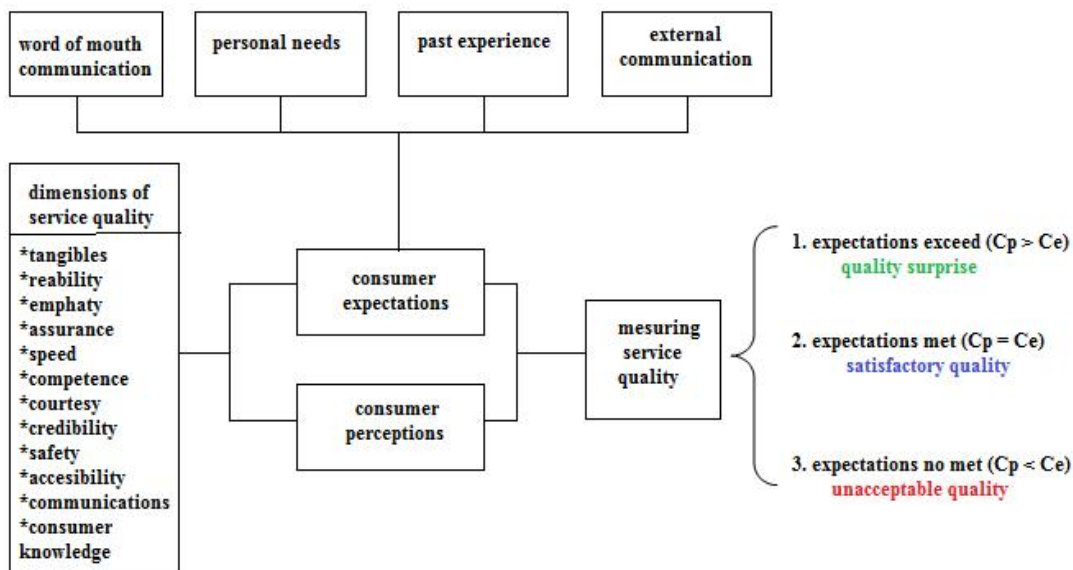 word of mouth
communication
personal needs
past experience
external
communication
dimensions of
service quality
*tangibles
*reability
*emphaty
*assurance
*speed
*competence
*courtesy
*credibility
*safety
*accesibility
*communications
*consumer
knowledge
consumer
expectations
consumer
perceptions
mesuring
service
quality
1. expectations exceed (Cp > Ce)
quality surprise
2. expectations met (Cp = Ce)
satisfactory quality
3. expectations no met (Cp < Ce)
unacceptable quality